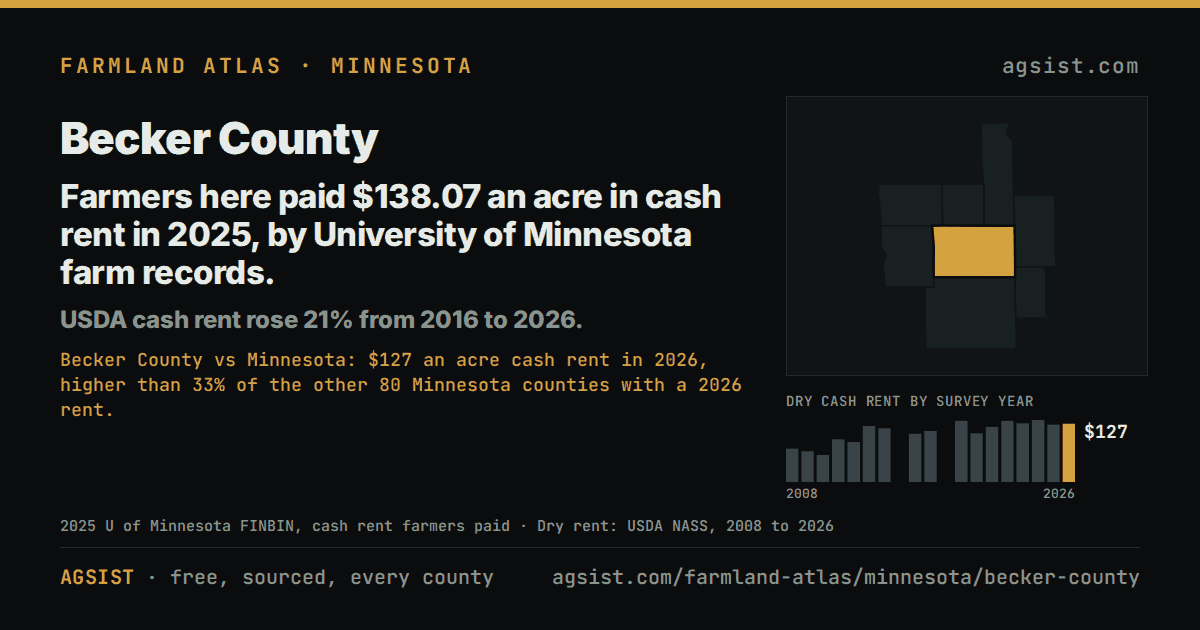 FARMLAND ATLAS · MINNESOTA
agsist.com
Becker County
Farmers here paid $138.07 an acre in cash
rent in 2025, by University of Minnesota
farm records.
USDA cash rent rose 21% from 2016 to 2026.
Becker County vs Minnesota: $127 an acre cash rent in 2026,
higher than 33% of the other 80 Minnesota counties with a 2026
rent.
DRY CASH RENT BY SURVEY YEAR
$127
2008 2026
2025 U of Minnesota FINBIN, cash rent farmers paid · Dry rent: USDA NASS, 2008 to 2026
AGSIST · free, sourced, every county
agsist.com/farmland-atlas/minnesota/becker-county